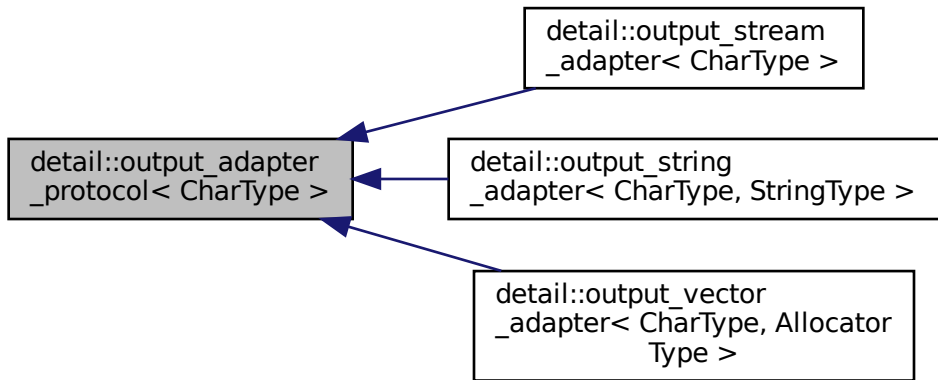 detail::output_stream
_adapter< CharType >
detail::output_adapter
_protocol< CharType >
detail::output_string
_adapter< CharType, StringType >
detail::output_vector
_adapter< CharType, Allocator
Type >